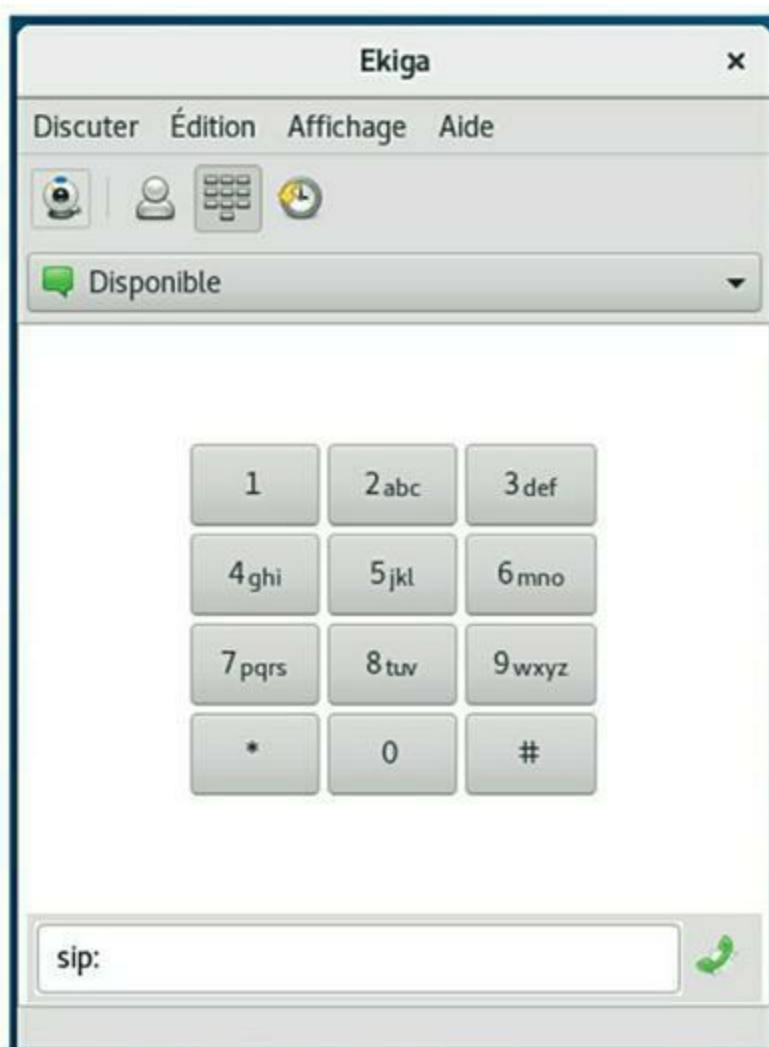 Ekiga ×
Discuter Édition Affichage Aide
Disponible
1 2abc 3def
4ghi 5jkl 6mno
7pqrs 8tuv 9wxyz
* 0 #
sip: